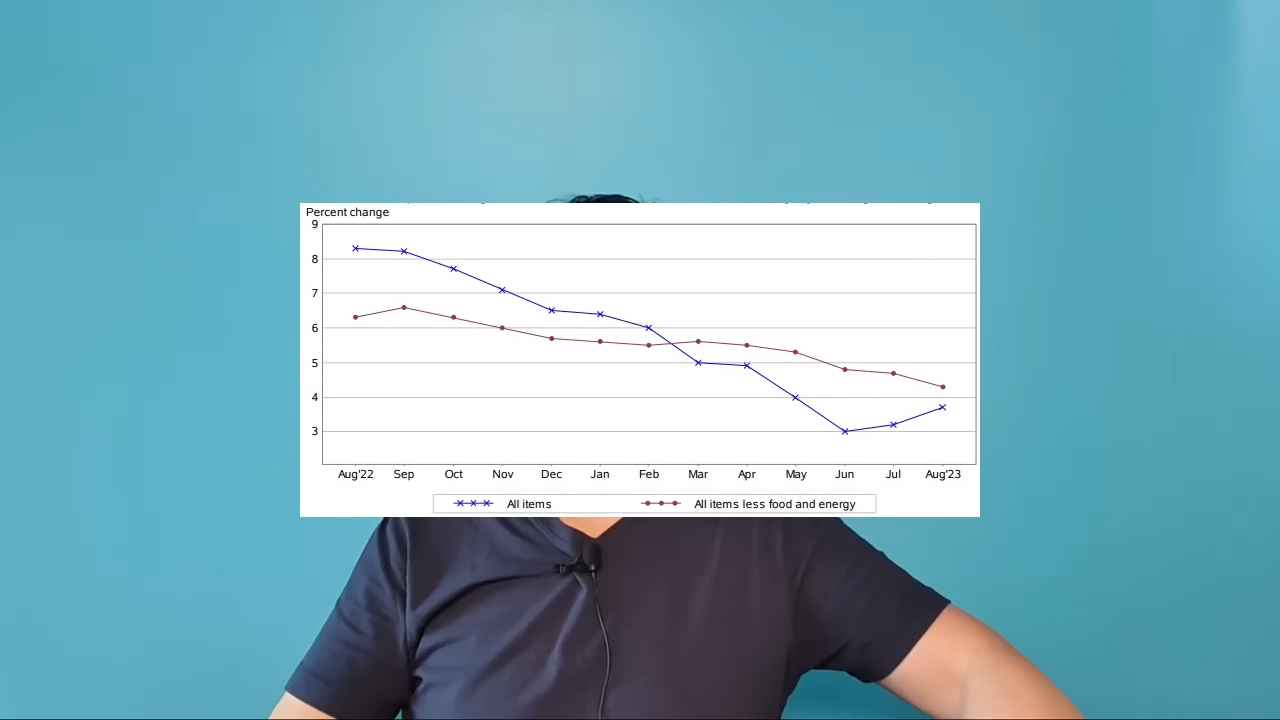 Percent change
9
8
7
6
5
4
3
Aug'22 Sep Oct Nov Dec Jan Feb Mar Apr May Jun Jul Aug'23
All items All items less food and energy